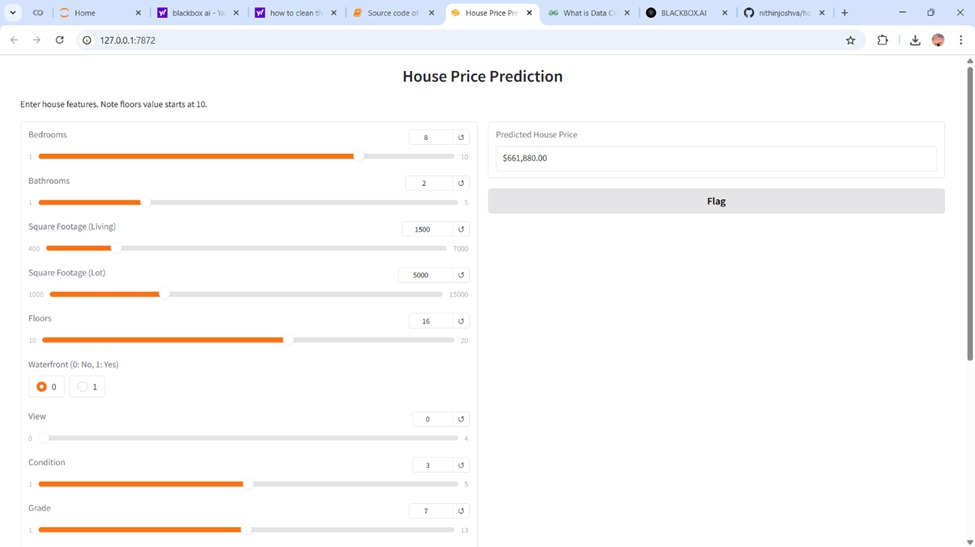 Home
blackbox ai - Ya
how to clean th
Source code of
House Price Pre
What is Data Cl
BLACKBOX.AI
nithinjoshva/ho
127.0.0.1:7872
House Price Prediction
Enter house features. Note floors value starts at 10.
Bedrooms
8
1
10
Bathrooms
2
1
5
Square Footage (Living)
1500
400
7000
Square Footage (Lot)
5000
1000
15000
Floors
16
10
20
Waterfront (0: No, 1: Yes)
0
1
View
0
0
4
Condition
3
1
5
Grade
7
1
13
Predicted House Price
$661,880.00
Flag